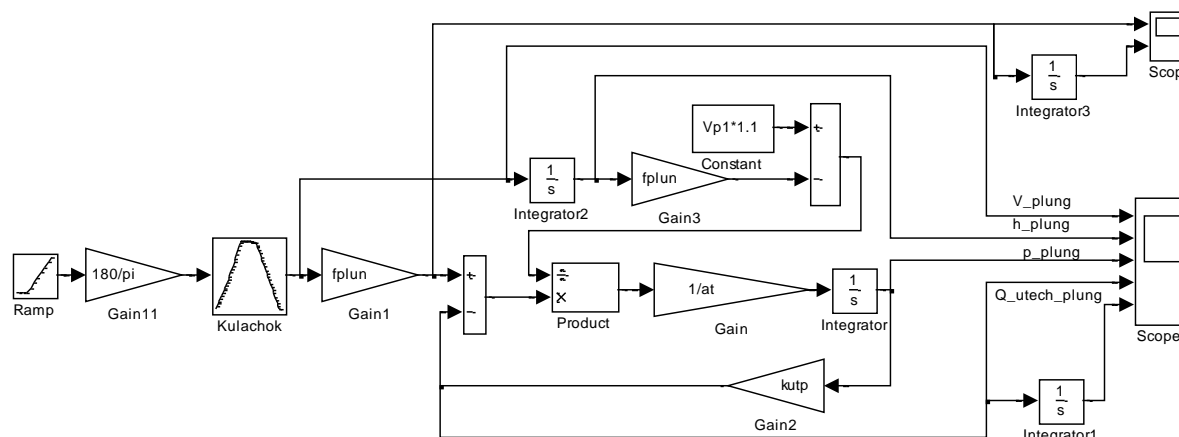 Scop
1
s
Integrator3
Vp1*1.1
Constant
+
−
1
s
Integrator2
fplun
Gain3
V_plung
h_plung
p_plung
Q_utech_plung
Scope
Ramp
180/pi
Gain11
Kulachok
fplun
Gain1
+
−
÷
×
Product
1/at
Gain
1
s
Integrator
kutp
Gain2
1
s
Integrator1